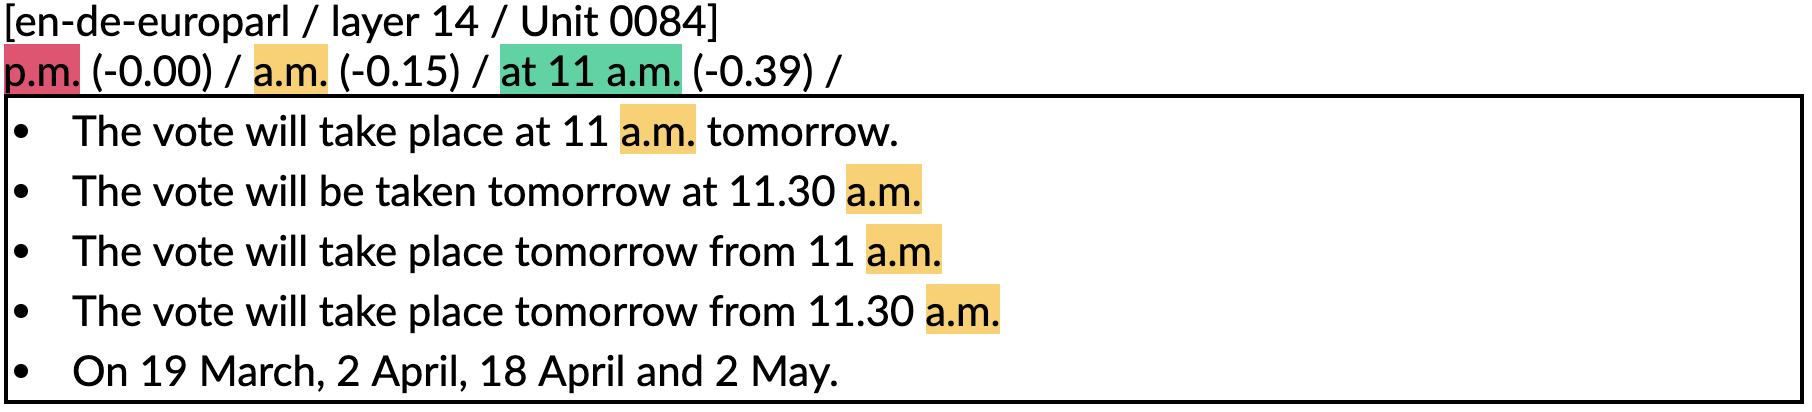 [en-de-europarl / layer 14 / Unit 0084]
p.m. (-0.00) / a.m. (-0.15) / at 11 a.m. (-0.39) /
• The vote will take place at 11 a.m. tomorrow.
• The vote will be taken tomorrow at 11.30 a.m.
• The vote will take place tomorrow from 11 a.m.
• The vote will take place tomorrow from 11.30 a.m.
• On 19 March, 2 April, 18 April and 2 May.